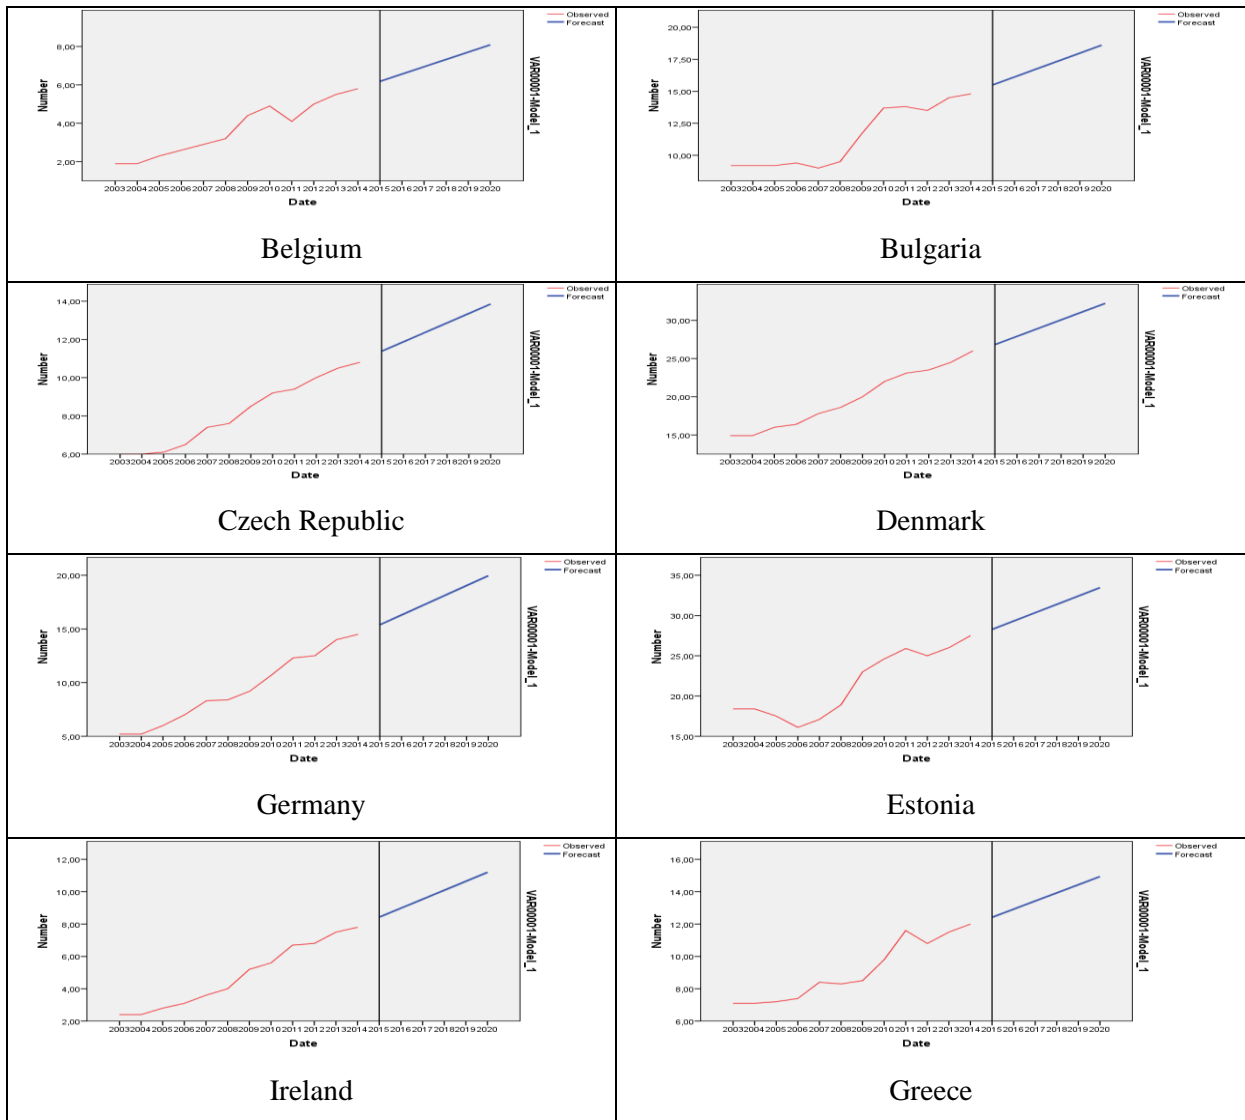 Observed
Forecast
8,00
6,00
4,00
2,00
Number
VAR00001-Model_1
2003 2004 2005 2006 2007 2008 2009 2010 2011 2012 2013 2014 2015 2016 2017 2018 2019 2020
Date
Belgium
Observed
Forecast
20,00
17,50
15,00
12,50
10,00
Number
VAR00001-Model_1
2003 2004 2005 2006 2007 2008 2009 2010 2011 2012 2013 2014 2015 2016 2017 2018 2019 2020
Date
Bulgaria
Observed
Forecast
14,00
12,00
10,00
8,00
6,00
Number
VAR00001-Model_1
2003 2004 2005 2006 2007 2008 2009 2010 2011 2012 2013 2014 2015 2016 2017 2018 2019 2020
Date
Czech Republic
Observed
Forecast
30,00
25,00
20,00
15,00
Number
VAR00001-Model_1
2003 2004 2005 2006 2007 2008 2009 2010 2011 2012 2013 2014 2015 2016 2017 2018 2019 2020
Date
Denmark
Observed
Forecast
20,00
15,00
10,00
5,00
Number
VAR00001-Model_1
2003 2004 2005 2006 2007 2008 2009 2010 2011 2012 2013 2014 2015 2016 2017 2018 2019 2020
Date
Germany
Observed
Forecast
35,00
30,00
25,00
20,00
15,00
Number
VAR00001-Model_1
2003 2004 2005 2006 2007 2008 2009 2010 2011 2012 2013 2014 2015 2016 2017 2018 2019 2020
Date
Estonia
Observed
Forecast
12,00
10,00
8,00
6,00
4,00
2,00
Number
VAR00001-Model_1
2003 2004 2005 2006 2007 2008 2009 2010 2011 2012 2013 2014 2015 2016 2017 2018 2019 2020
Date
Ireland
Observed
Forecast
16,00
14,00
12,00
10,00
8,00
6,00
Number
VAR00001-Model_1
2003 2004 2005 2006 2007 2008 2009 2010 2011 2012 2013 2014 2015 2016 2017 2018 2019 2020
Date
Greece